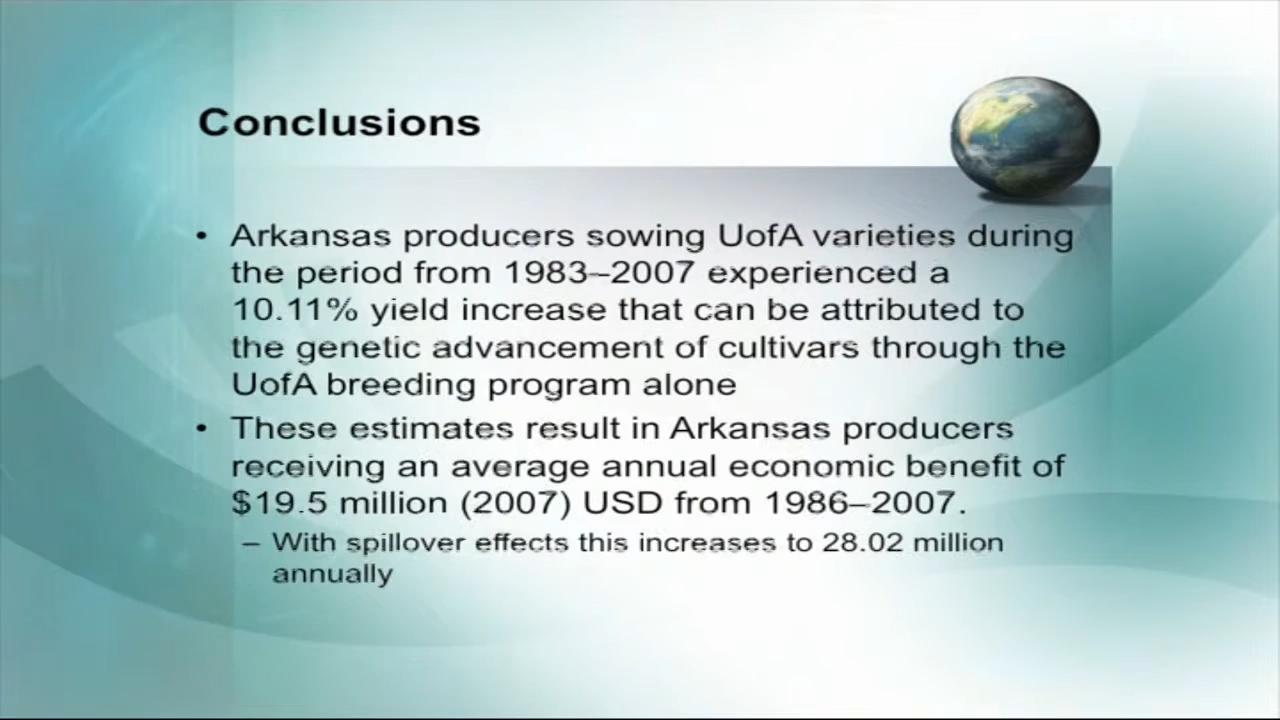 Conclusions
• Arkansas producers sowing UofA varieties during
the period from 1983–2007 experienced a
10.11% yield increase that can be attributed to
the genetic advancement of cultivars through the
UofA breeding program alone
• These estimates result in Arkansas producers
receiving an average annual economic benefit of
$19.5 million (2007) USD from 1986–2007.
– With spillover effects this increases to 28.02 million
annually